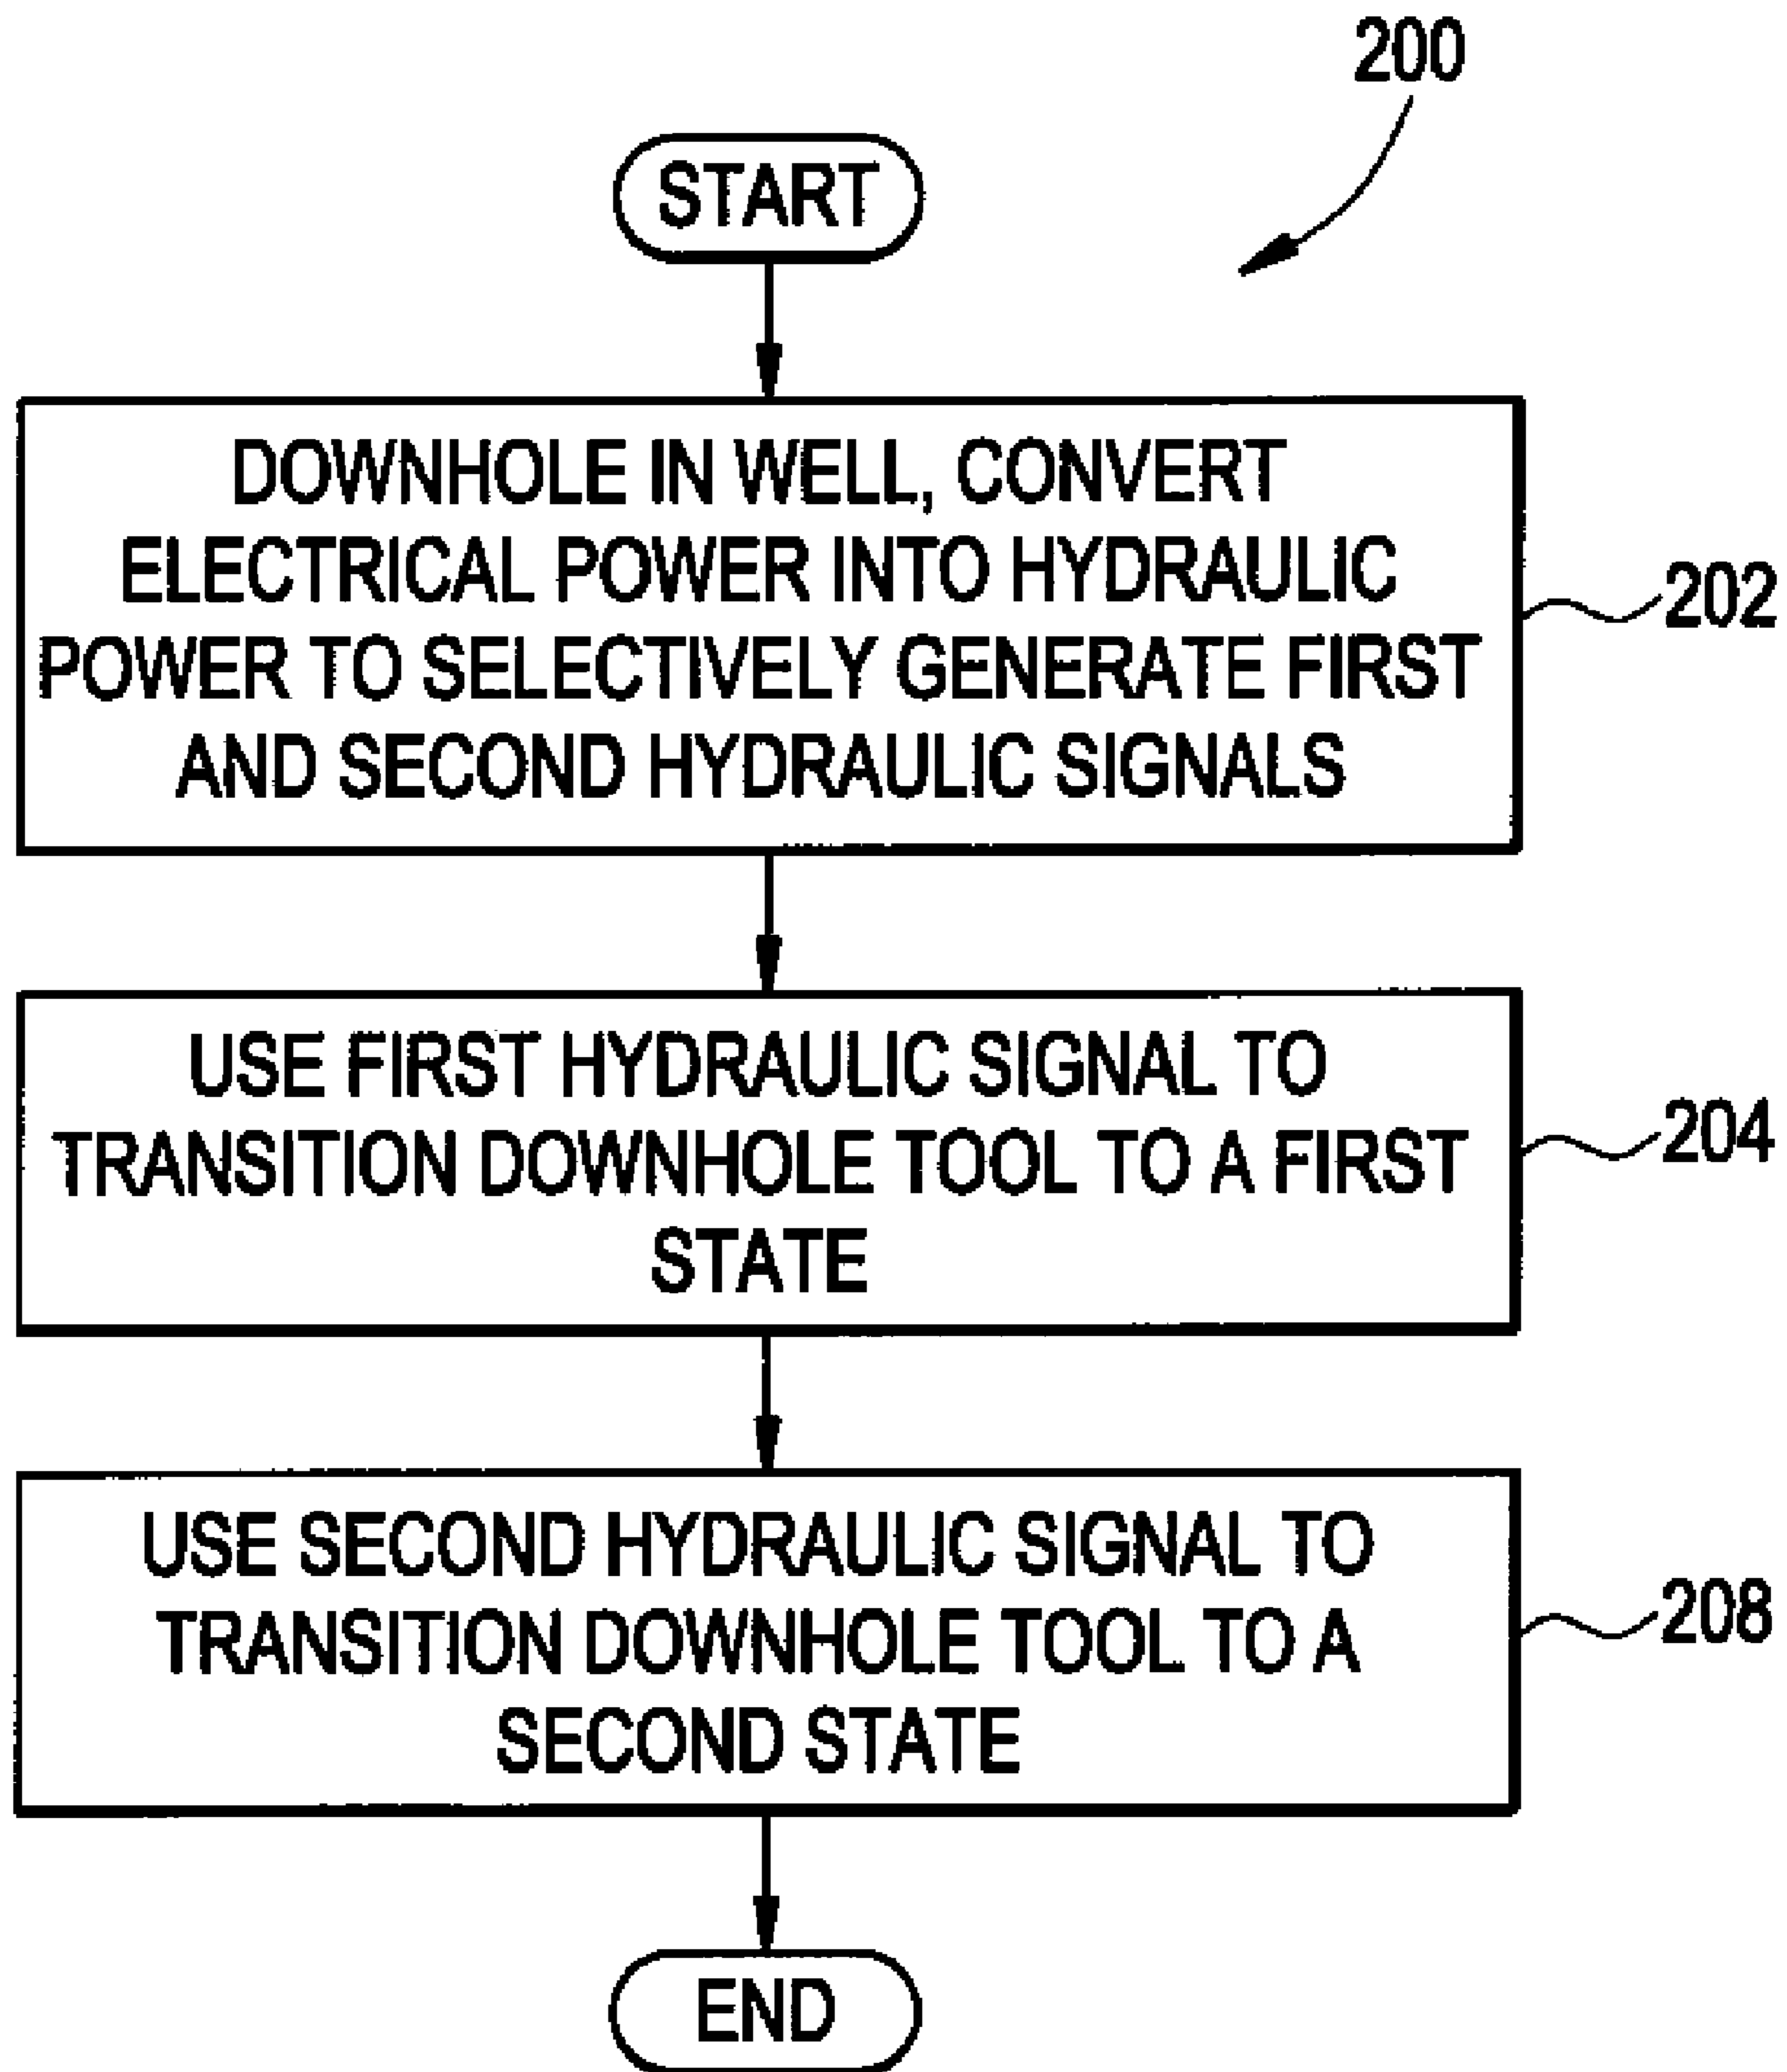 200
START
DOWNHOLE IN WELL, CONVERT
ELECTRICAL POWER INTO HYDRAULIC
POWER TO SELECTIVELY GENERATE FIRST
AND SECOND HYDRAULIC SIGNALS
202
USE FIRST HYDRAULIC SIGNAL TO
TRANSITION DOWNHOLE TOOL TO A FIRST
STATE
204
USE SECOND HYDRAULIC SIGNAL TO
TRANSITION DOWNHOLE TOOL TO A
SECOND STATE
208
END